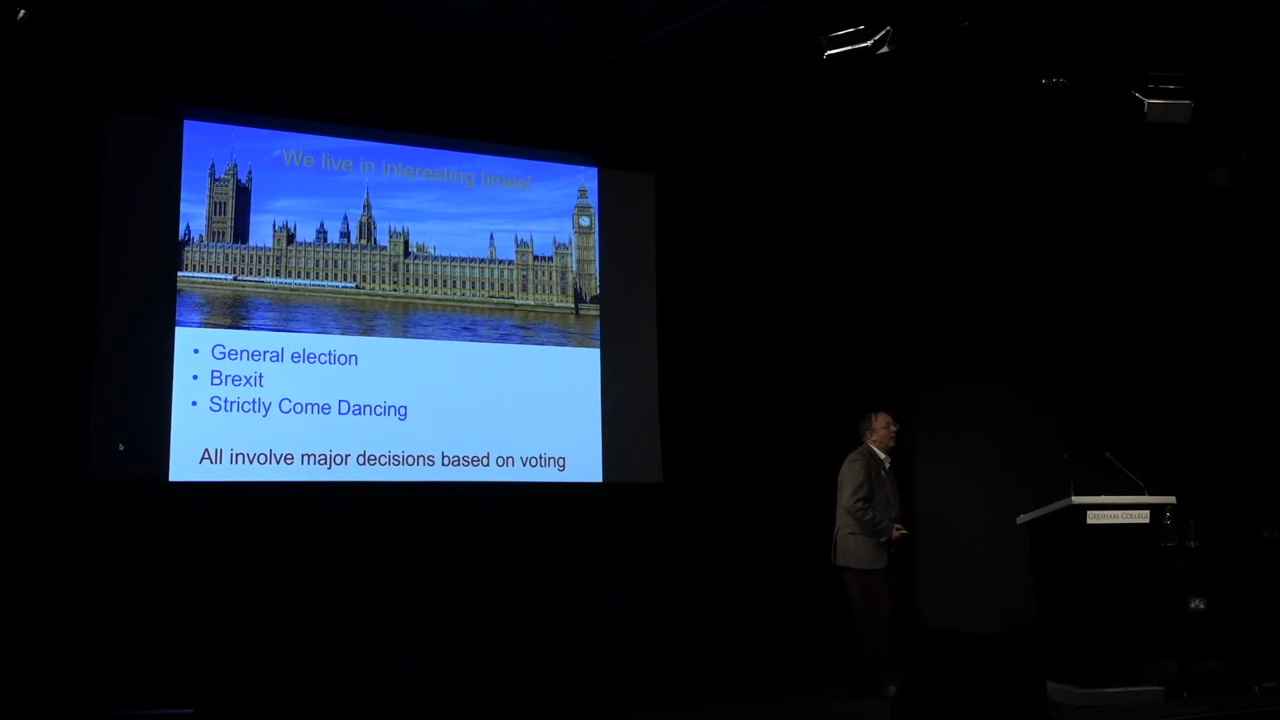 We live in interesting times!
• General election
• Brexit
• Strictly Come Dancing
All involve major decisions based on voting
GRESHAM COLLEGE